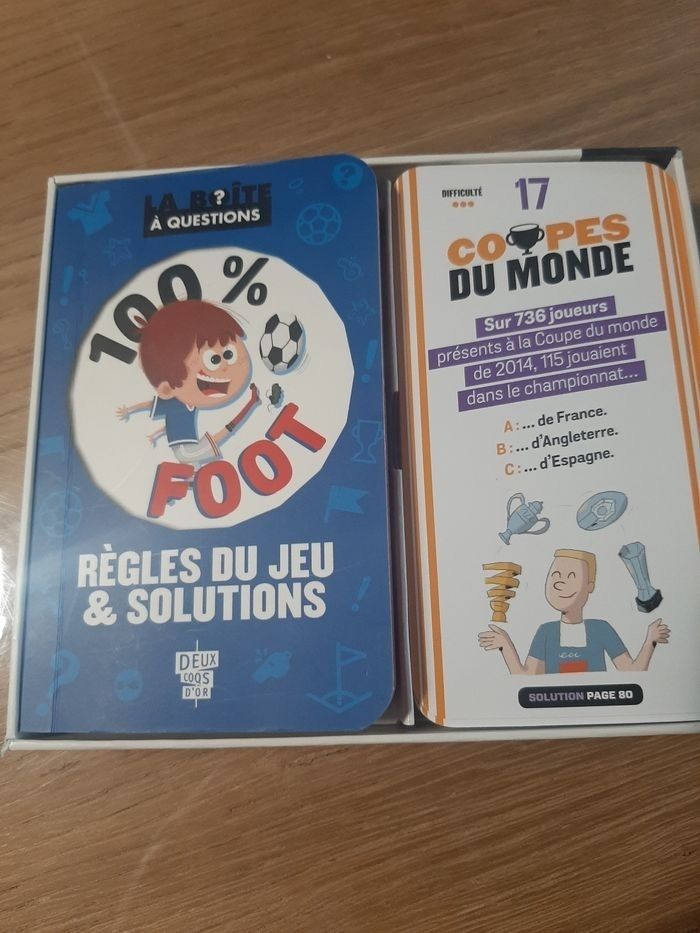 LA BOÎTE
À QUESTIONS
100 %
FOOT
RÈGLES DU JEU
& SOLUTIONS
DEUX
COQS
D'OR
DIFFICULTÉ
17
COUPES
DU MONDE
Sur 736 joueurs
présents à la Coupe du monde
de 2014, 115 jouaient
dans le championnat...
A : ... de France.
B : ... d'Angleterre.
C : ... d'Espagne.
SOLUTION PAGE 80